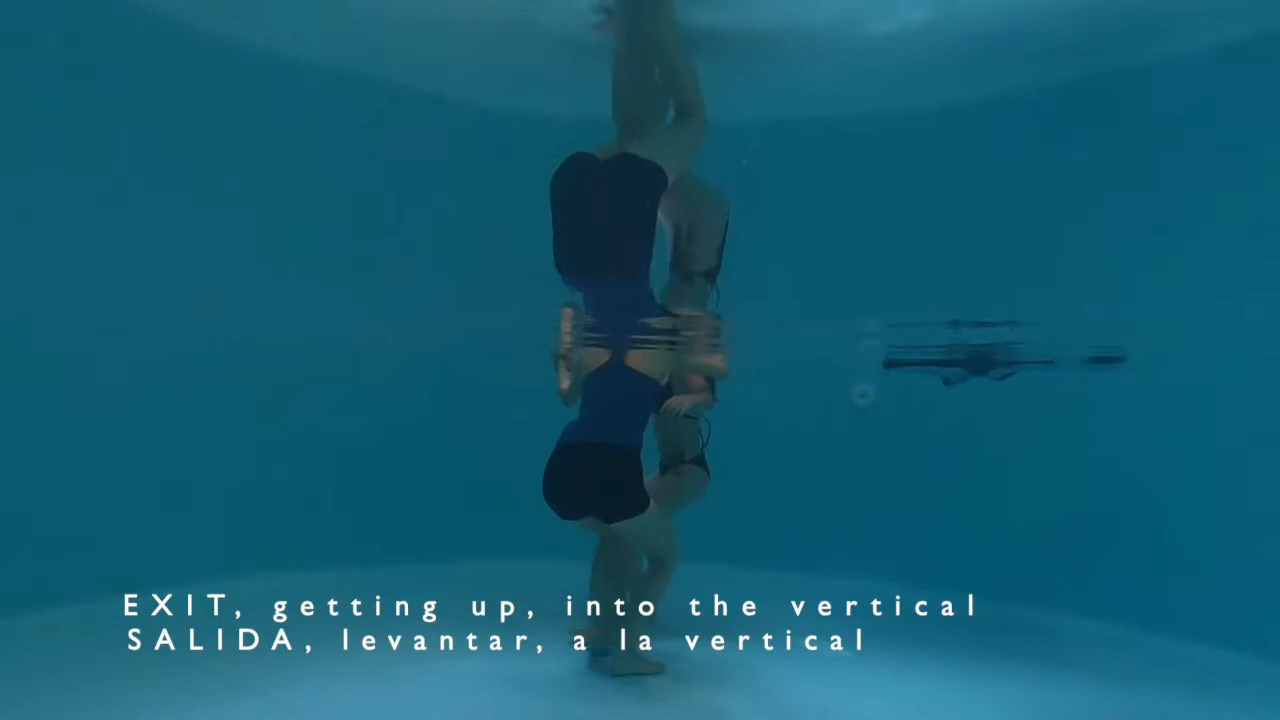 EXIT, getting up, into the vertical
SALIDA, levantar, a la vertical